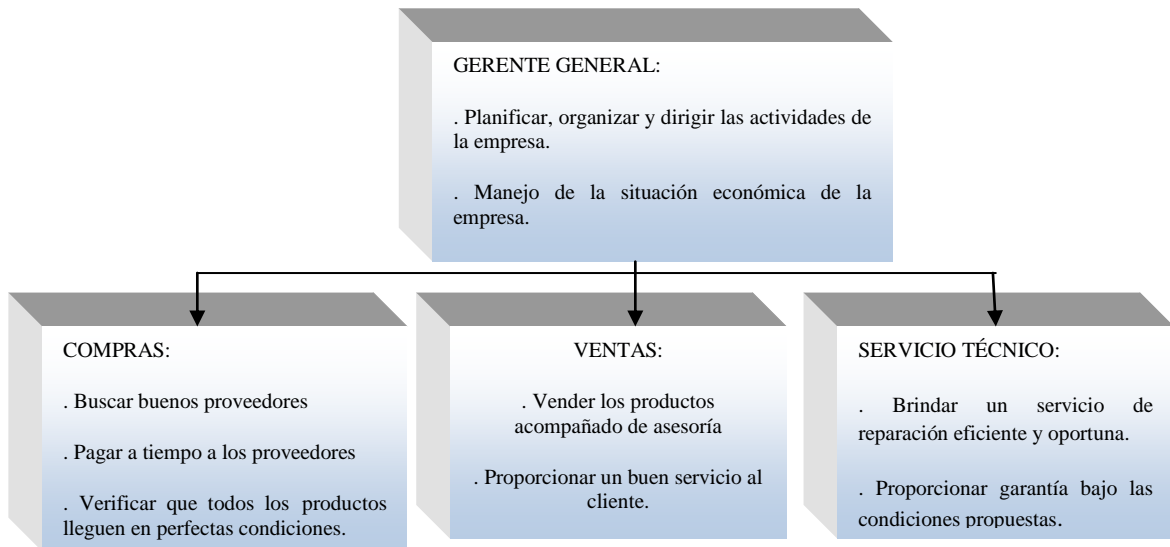 GERENTE GENERAL:
. Planificar, organizar y dirigir las actividades de
la empresa.
. Manejo de la situación económica de la
empresa.
COMPRAS:
. Buscar buenos proveedores
. Pagar a tiempo a los proveedores
. Verificar que todos los productos
lleguen en perfectas condiciones.
VENTAS:
. Vender los productos
acompañado de asesoría
. Proporcionar un buen servicio al
cliente.
SERVICIO TÉCNICO:
. Brindar un servicio de
reparación eficiente y oportuna.
. Proporcionar garantía bajo las
condiciones propuestas.